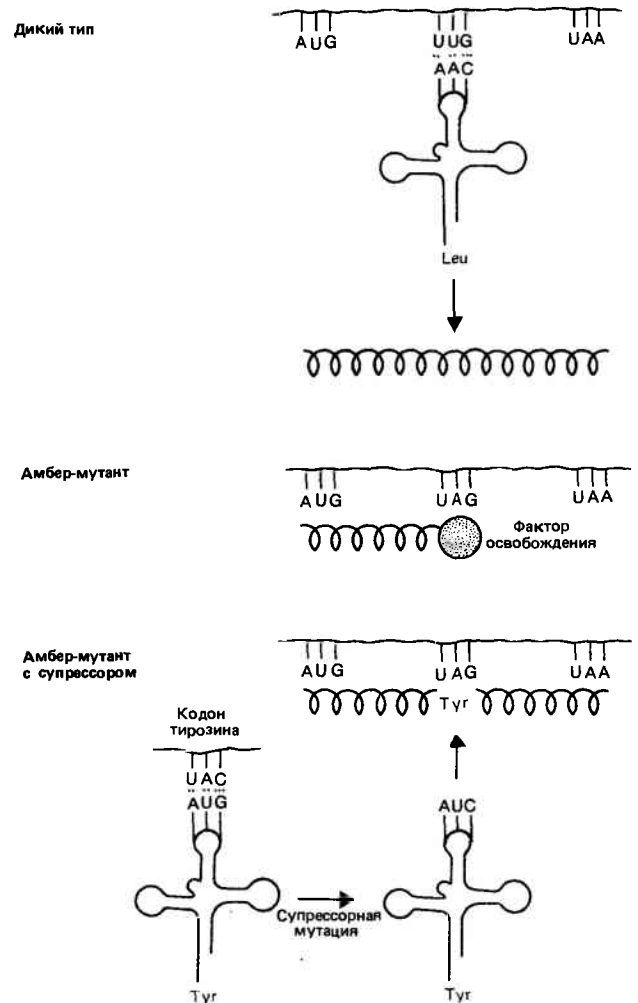 Дикий тип
AUG UUG UAA
AAC
Leu
Амбер-мутант
AUG UAG UAA
Фактор
освобождения
Амбер-мутант
с супрессором
AUG UAG UAA
Tyr
Кодон
тирозина
UAC
AUG
AUC
Супрессорная
мутация
Tyr
Tyr